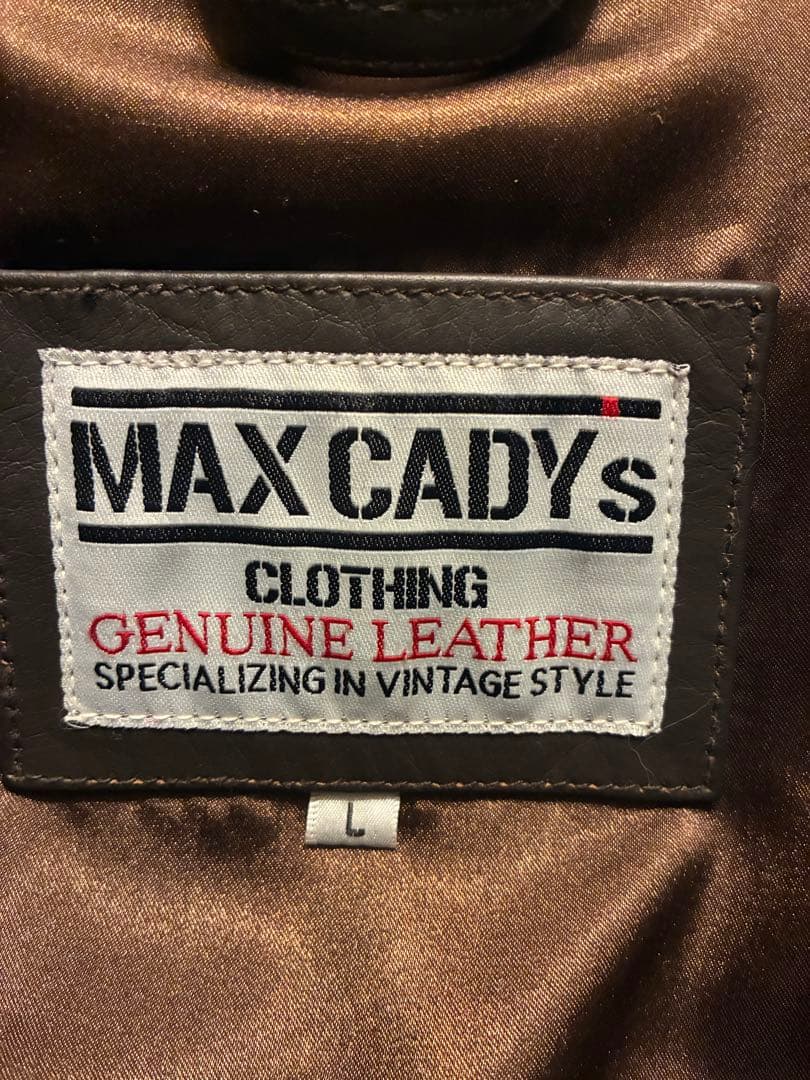 MAX CADYs
CLOTHING
GENUINE LEATHER
SPECIALIZING IN VINTAGE STYLE
L